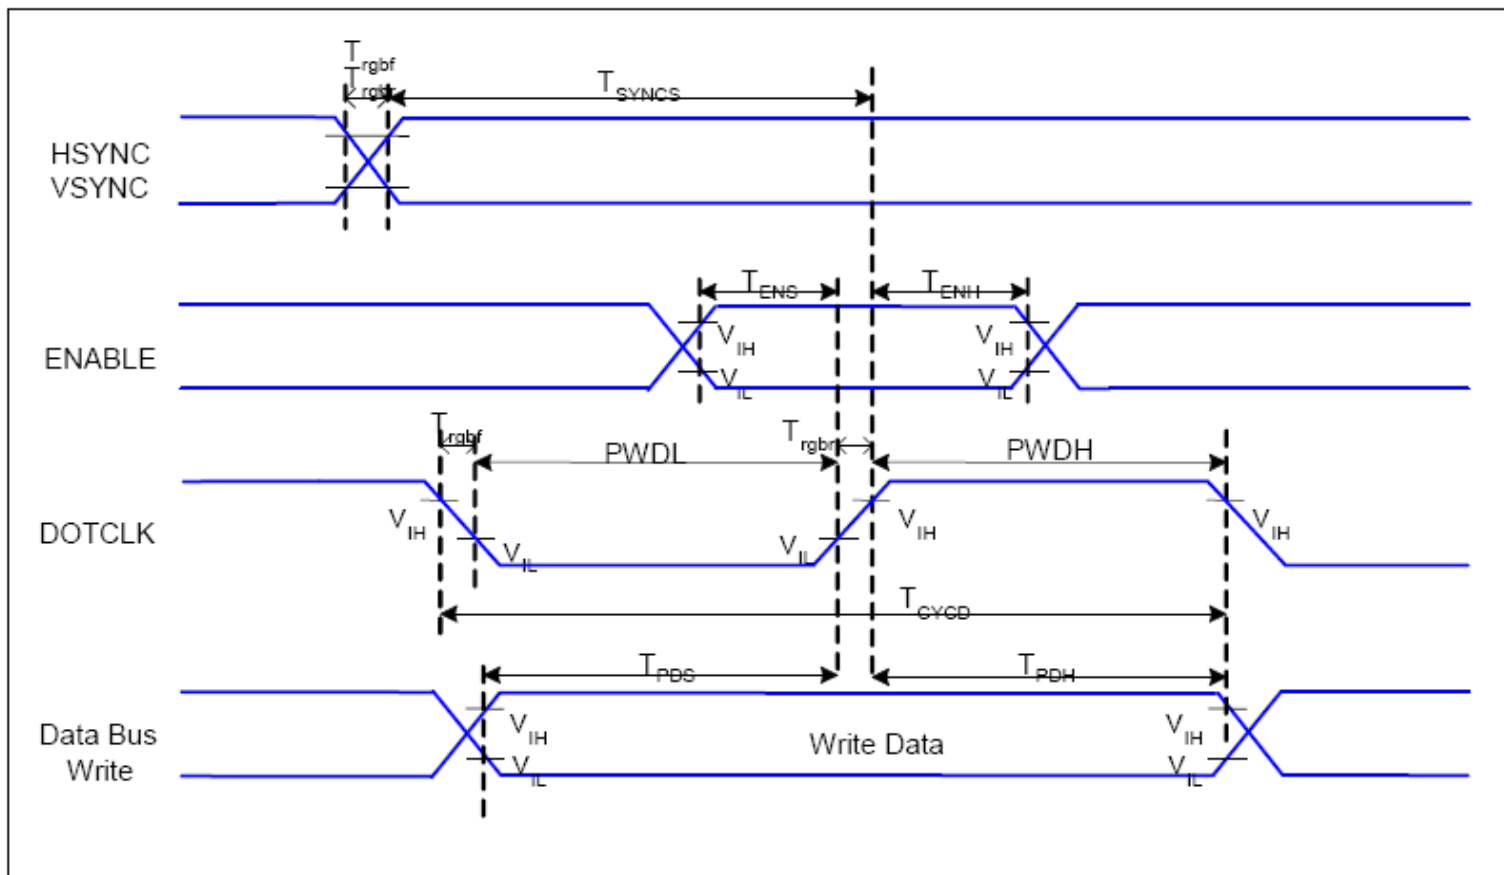 Trgbf
Trgbr
TSYNCS
HSYNC
VSYNC
TENS
TENH
VIH
VIH
ENABLE
VIL
VIL
Trgbf
Trgbr
PWDL
PWDH
VIH
VIH
VIH
DOTCLK
VIL
VIL
TCYCD
TPDS
TPDH
VIH
VIH
Data Bus
Write
Write Data
VIL
VIL